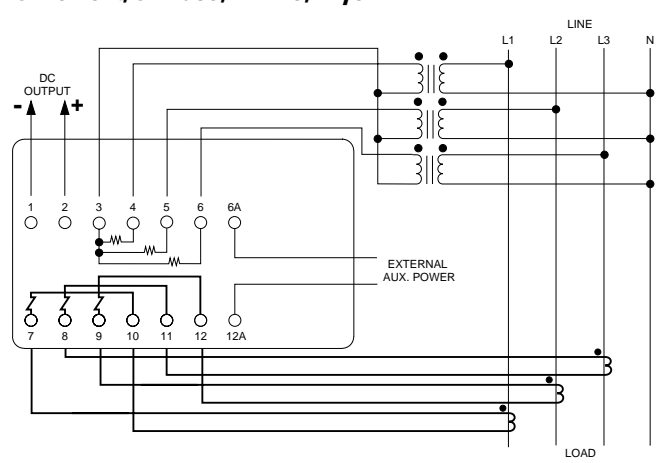 LINE
L1 L2 L3 N
DC
OUTPUT
- +
1 2 3 4 5 6 6A
EXTERNAL
AUX. POWER
7 8 9 10 11 12 12A
LOAD